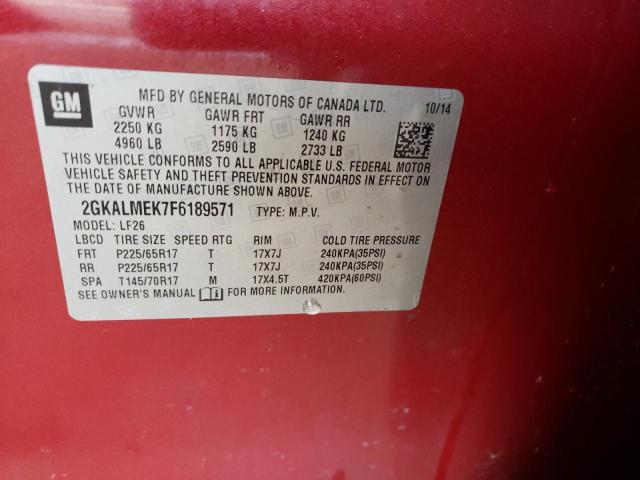 GM
MFD BY GENERAL MOTORS OF CANADA LTD. 10/14
GVWR GAWR FRT GAWR RR
2250 KG 1175 KG 1240 KG
4960 LB 2590 LB 2733 LB
THIS VEHICLE CONFORMS TO ALL APPLICABLE U.S. FEDERAL MOTOR
VEHICLE SAFETY AND THEFT PREVENTION STANDARDS IN EFFECT ON
THE DATE OF MANUFACTURE SHOWN ABOVE.
2GKALMEK7F6189571 TYPE: M.P.V.
MODEL: LF26
LBCD TIRE SIZE SPEED RTG RIM COLD TIRE PRESSURE
FRT P225/65R17 T 17X7J 240KPA(35PSI)
RR P225/65R17 T 17X7J 240KPA(35PSI)
SPA T145/70R17 M 17X4.5T 420KPA(60PSI)
SEE OWNER'S MANUAL FOR MORE INFORMATION.